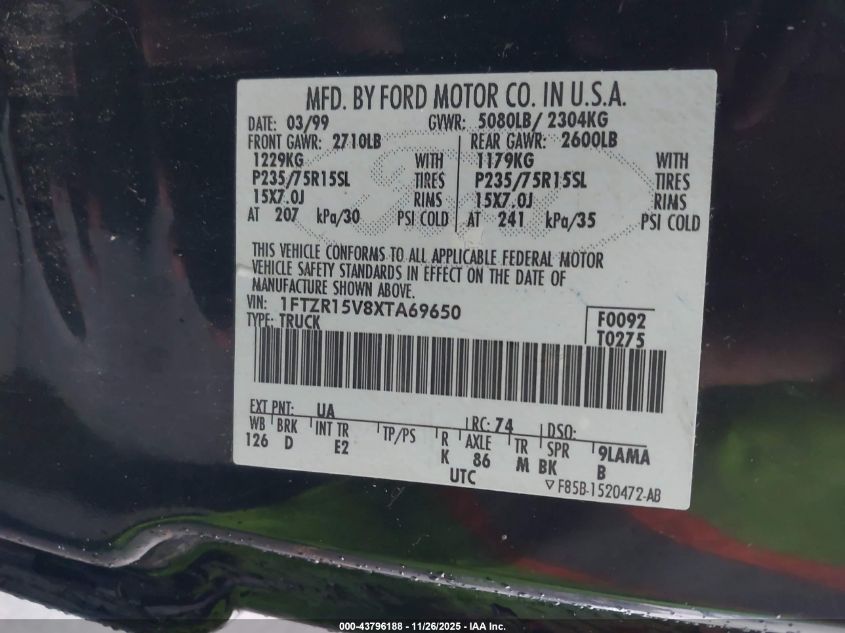 MFD. BY FORD MOTOR CO. IN U.S.A.
DATE: 03/99 GVWR: 5080LB/ 2304KG
FRONT GAWR: 2710LB REAR GAWR: 2600LB
1229KG WITH 1179KG WITH
P235/75R15SL TIRES P235/75R15SL TIRES
15X7.0J RIMS 15X7.0J RIMS
AT 207 kPa/30 PSI COLD AT 241 kPa/35 PSI COLD
THIS VEHICLE CONFORMS TO ALL APPLICABLE FEDERAL MOTOR
VEHICLE SAFETY STANDARDS IN EFFECT ON THE DATE OF
MANUFACTURE SHOWN ABOVE.
VIN: 1FTZR15V8XTA69650
TYPE: TRUCK
F0092
T0275
EXT PNT: UA RC: 74 DSO:
WB BRK INT TR TP/PS R AXLE TR SPR 9LAMA
126 D E2 K 86 M BK B
UTC
F85B-1520472-AB
000-43796188 - 11/26/2025 - IAA Inc.